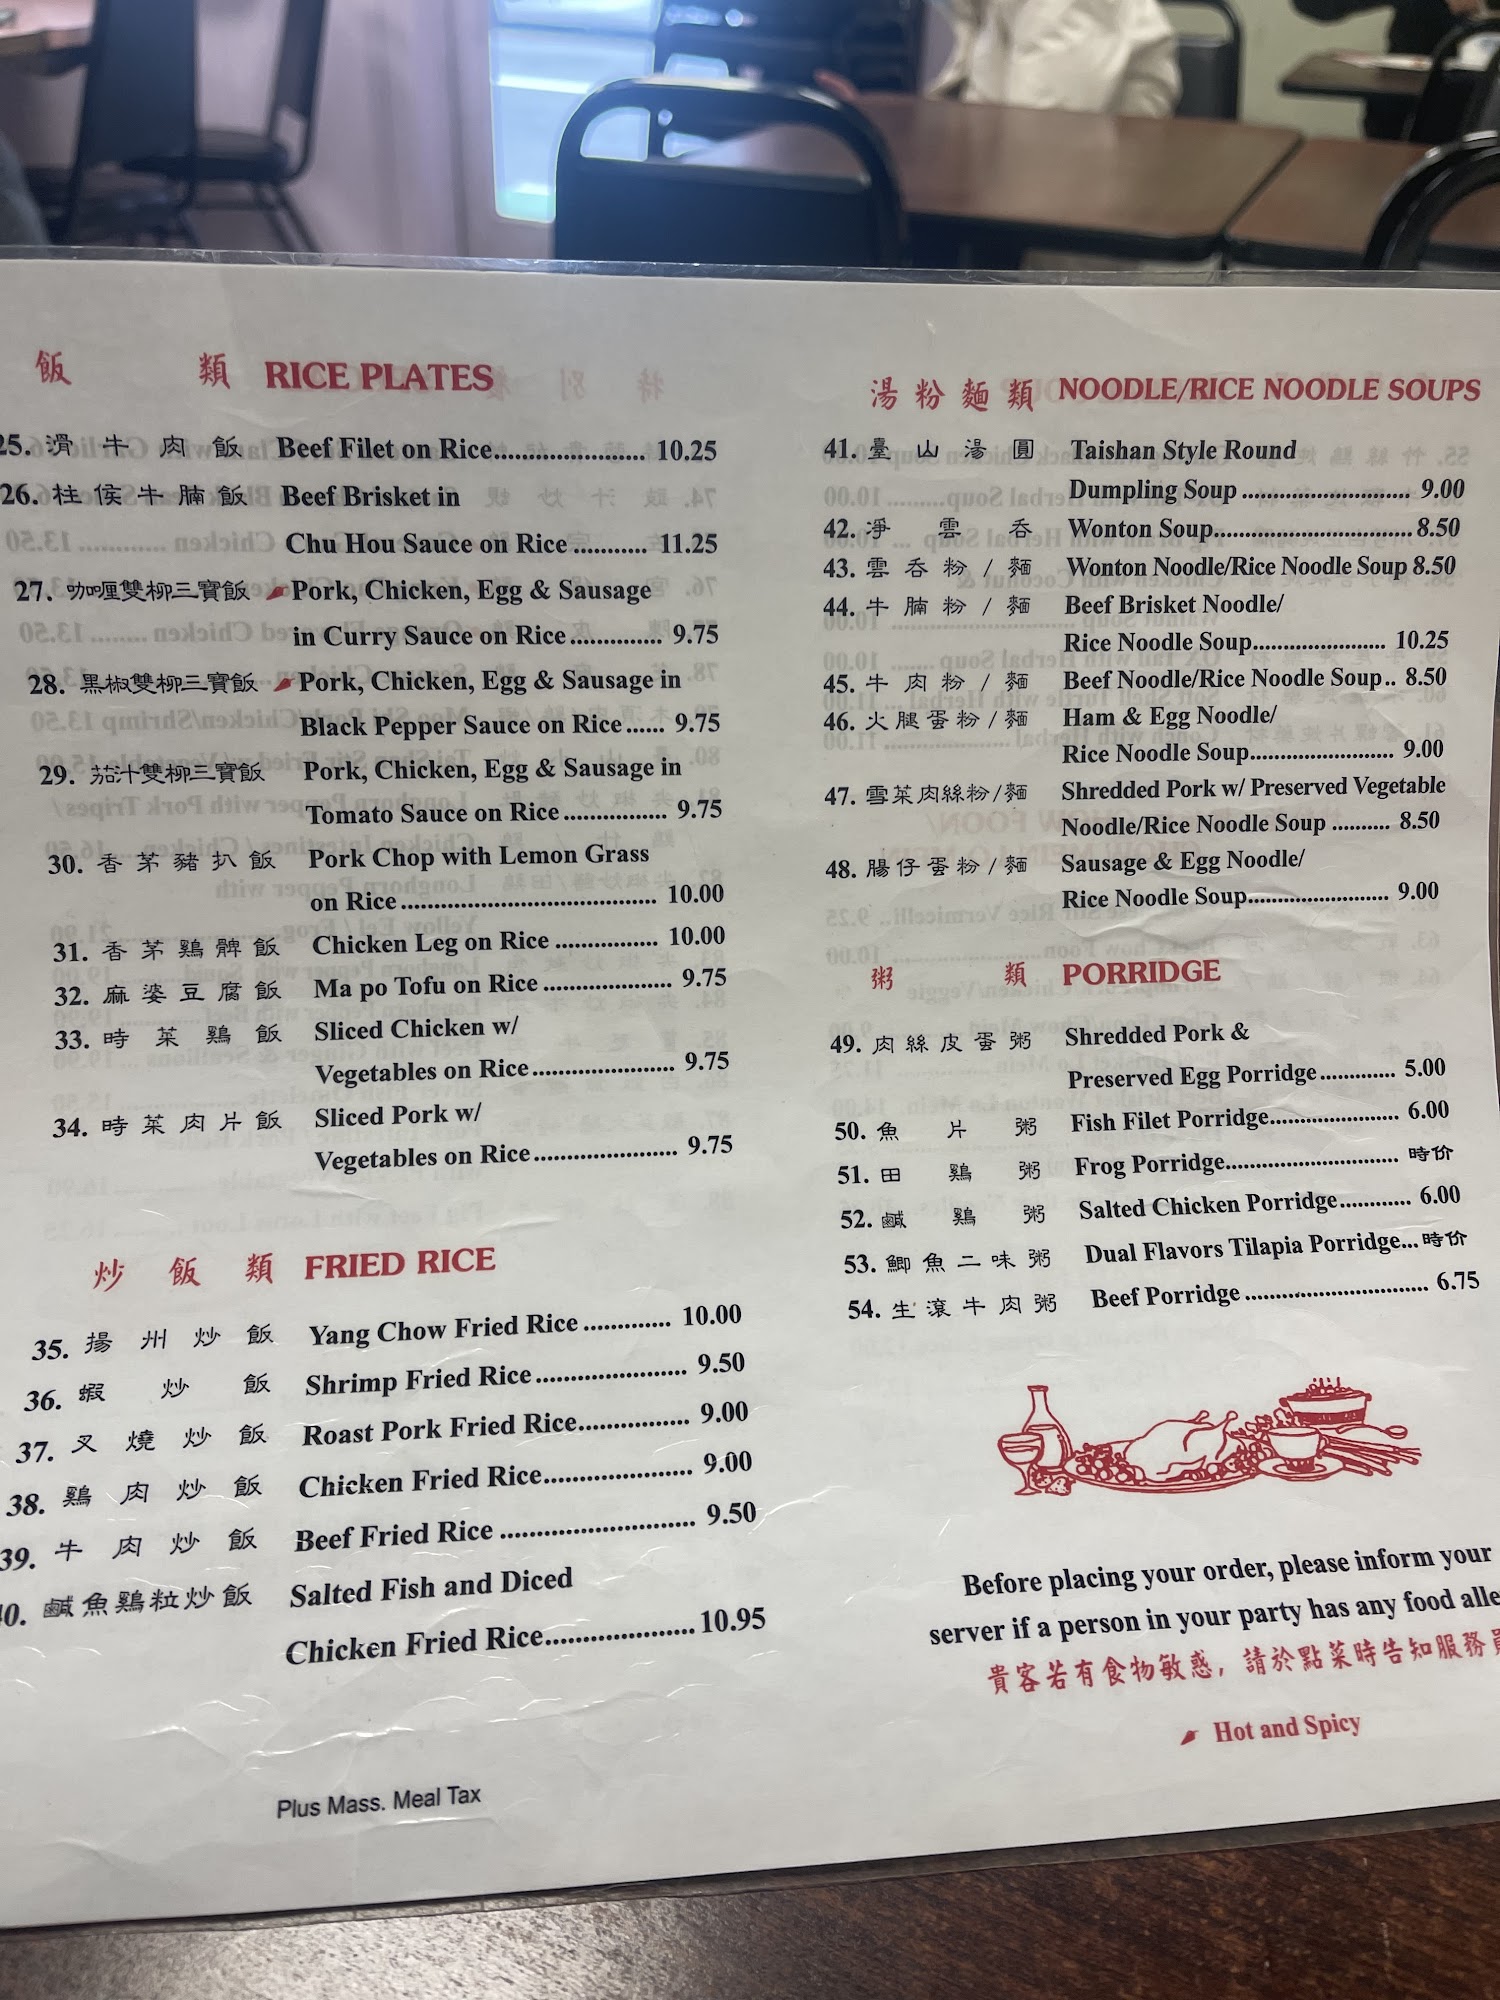 飯 類 RICE PLATES
25. 滑牛肉飯 Beef Filet on Rice...................... 10.25
26. 柱侯牛腩飯 Beef Brisket in
Chu Hou Sauce on Rice ........... 11.25
27. 咖喱雙柳三寶飯 Pork, Chicken, Egg & Sausage
in Curry Sauce on Rice .............. 9.75
28. 黑椒雙柳三寶飯 Pork, Chicken, Egg & Sausage in
Black Pepper Sauce on Rice ...... 9.75
29. 茄汁雙柳三寶飯 Pork, Chicken, Egg & Sausage in
Tomato Sauce on Rice ............... 9.75
30. 香茅豬扒飯 Pork Chop with Lemon Grass
on Rice ..................................... 10.00
31. 香茅鷄髀飯 Chicken Leg on Rice ............... 10.00
32. 麻婆豆腐飯 Ma po Tofu on Rice ................... 9.75
33. 時菜鷄飯 Sliced Chicken w/
Vegetables on Rice ..................... 9.75
34. 時菜肉片飯 Sliced Pork w/
Vegetables on Rice ..................... 9.75
炒飯類 FRIED RICE
35. 揚州炒飯 Yang Chow Fried Rice ............. 10.00
36. 蝦炒飯 Shrimp Fried Rice ...................... 9.50
37. 叉燒炒飯 Roast Pork Fried Rice................ 9.00
38. 鷄肉炒飯 Chicken Fried Rice...................... 9.00
39. 牛肉炒飯 Beef Fried Rice ............................ 9.50
40. 鹹魚鷄粒炒飯 Salted Fish and Diced
Chicken Fried Rice..................... 10.95
Plus Mass. Meal Tax
湯粉麵類 NOODLE/RICE NOODLE SOUPS
41. 臺山湯圓 Taishan Style Round
Dumpling Soup .......................... 9.00
42. 淨雲吞 Wonton Soup.............................. 8.50
43. 雲吞粉/麵 Wonton Noodle/Rice Noodle Soup 8.50
44. 牛腩粉/麵 Beef Brisket Noodle/
Rice Noodle Soup..................... 10.25
45. 牛肉粉/麵 Beef Noodle/Rice Noodle Soup.. 8.50
46. 火腿蛋粉/麵 Ham & Egg Noodle/
Rice Noodle Soup....................... 9.00
47. 雪菜肉絲粉/麵 Shredded Pork w/ Preserved Vegetable
Noodle/Rice Noodle Soup .......... 8.50
48. 腸仔蛋粉/麵 Sausage & Egg Noodle/
Rice Noodle Soup....................... 9.00
粥 類 PORRIDGE
49. 肉絲皮蛋粥 Shredded Pork &
Preserved Egg Porridge............ 5.00
50. 魚片粥 Fish Filet Porridge.................... 6.00
51. 田鷄粥 Frog Porridge........................... 時价
52. 鹹鷄粥 Salted Chicken Porridge............ 6.00
53. 鯽魚二味粥 Dual Flavors Tilapia Porridge... 時价
54. 生滾牛肉粥 Beef Porridge ............................ 6.75
Before placing your order, please inform your
server if a person in your party has any food
貴客若有食物敏惑，請於點菜時告知服務
Hot and Spicy